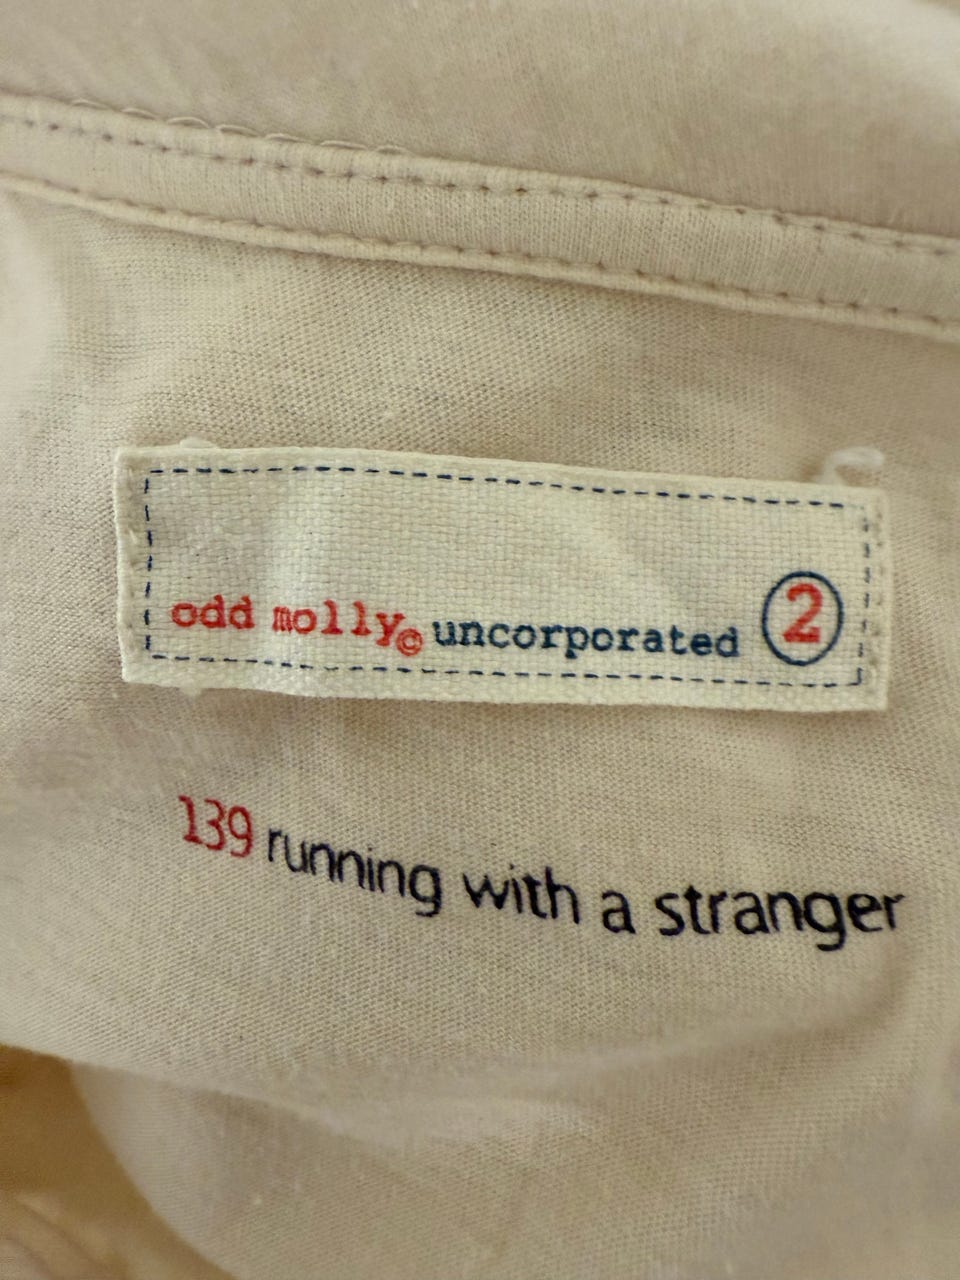 odd molly© uncorporated 2
139 running with a stranger